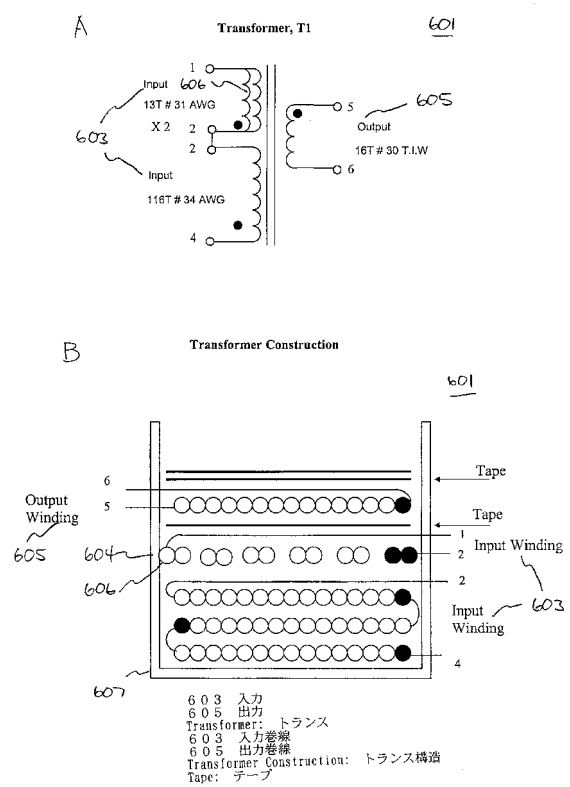 A
Transformer, T1
601
1
Input
606
13T # 31 AWG
X 2
2
2
603
Input
116T # 34 AWG
4
5
605
Output
16T # 30 T.I.W
6
B
Transformer Construction
601
Tape
6
Output
Winding
5
Tape
605
604
1
2
Input Winding
606
2
Input
Winding
603
4
607
603 入力
605 出力
Transformer: トランス
603 入力巻線
605 出力巻線
Transformer Construction: トランス構造
Tape: テープ